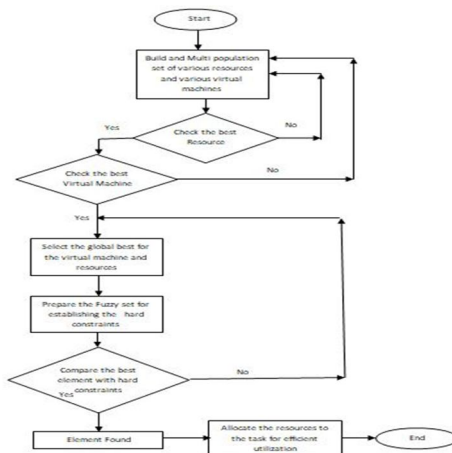 Start
Build and Multi population
set of various resources
and various virtual
machines
Yes
Check the best
Resource
No
Check the best
Virtual Machine
No
Yes
Select the global best for
the virtual machine and
resources
Prepare the Fuzzy set for
establishing the hard
constraints
Compare the best
element with hard
constraints
No
Yes
Element Found
Allocate the resources to
the task for efficient
utilization
End